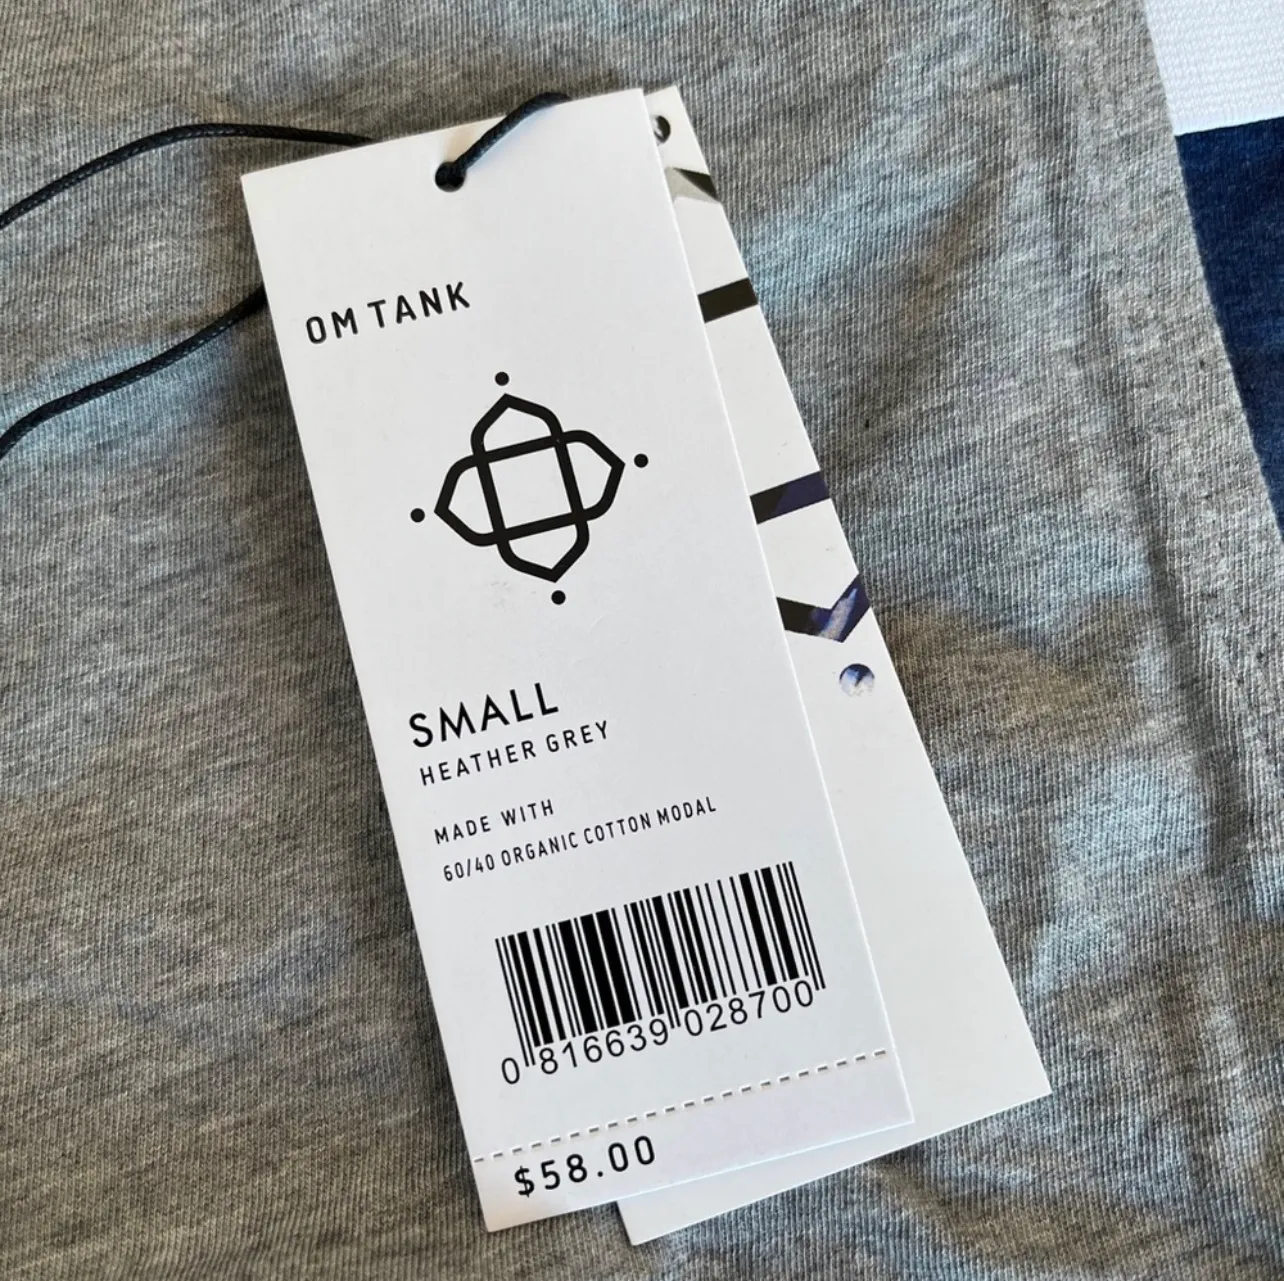 OM TANK
SMALL
HEATHER GREY
MADE WITH
60/40 ORGANIC COTTON MODAL
0 816639 028700
$58.00